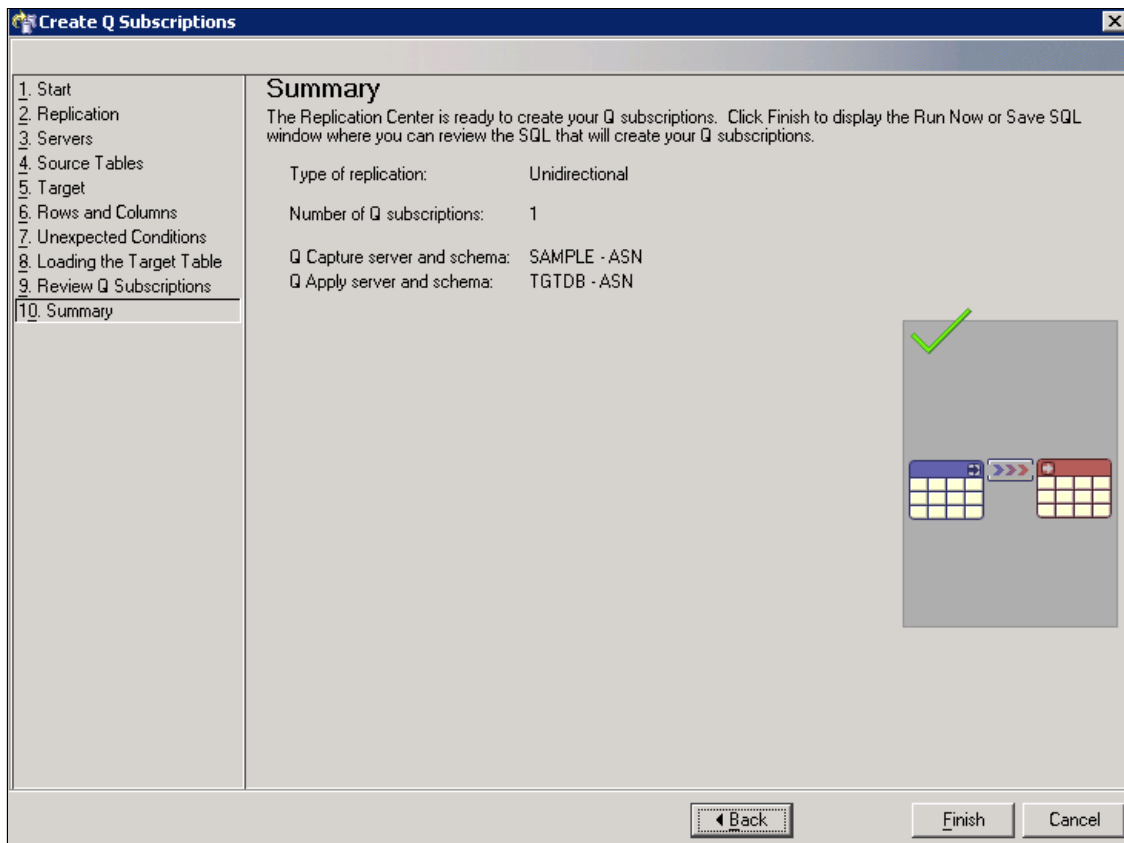 Create Q Subscriptions
1. Start
2. Replication
3. Servers
4. Source Tables
5. Target
6. Rows and Columns
7. Unexpected Conditions
8. Loading the Target Table
9. Review Q Subscriptions
10. Summary
Summary
The Replication Center is ready to create your Q subscriptions. Click Finish to display the Run Now or Save SQL
window where you can review the SQL that will create your Q subscriptions.
Type of replication: Unidirectional
Number of Q subscriptions: 1
Q Capture server and schema: SAMPLE - ASN
Q Apply server and schema: TGTDB - ASN
Back Finish Cancel